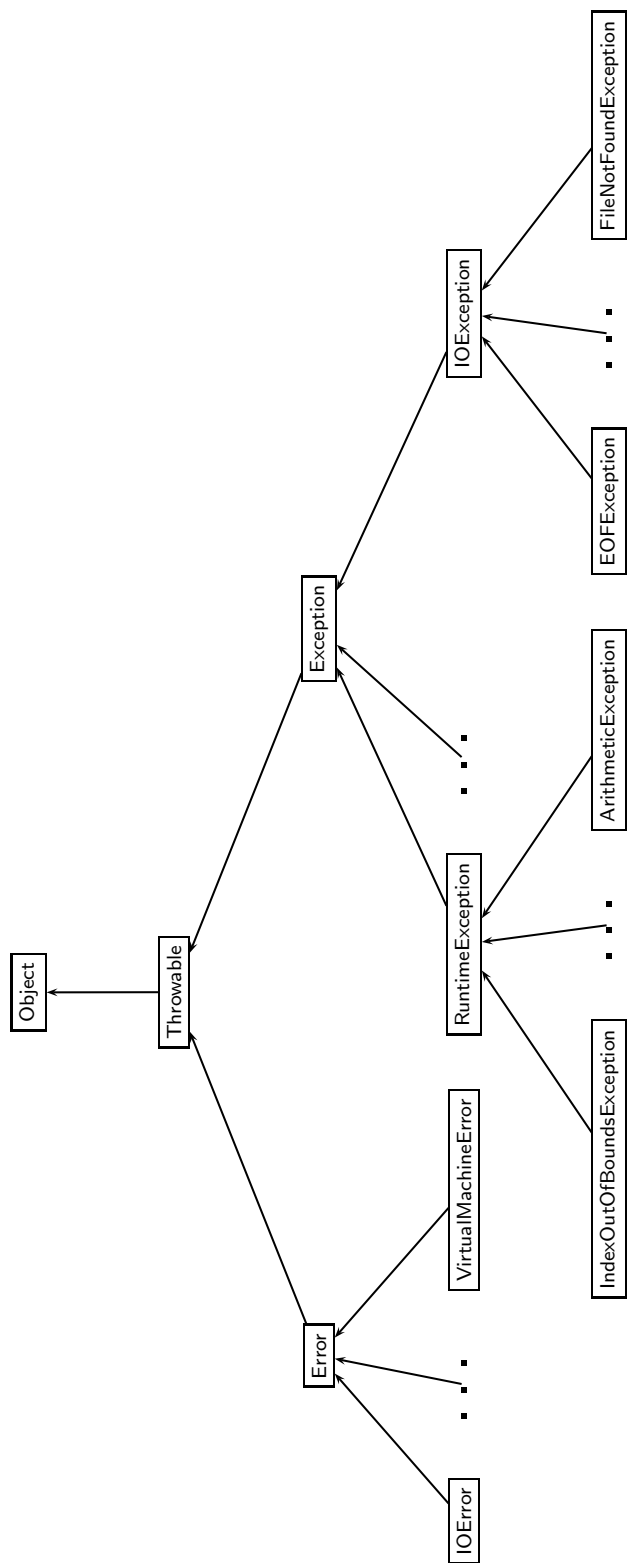 Object
Throwable
Error
Exception
IOError
. . .
VirtualMachineError
RuntimeException
. . .
IOException
IndexOutOfBoundsException
. . .
ArithmeticException
EOFException
. . .
FileNotFoundException